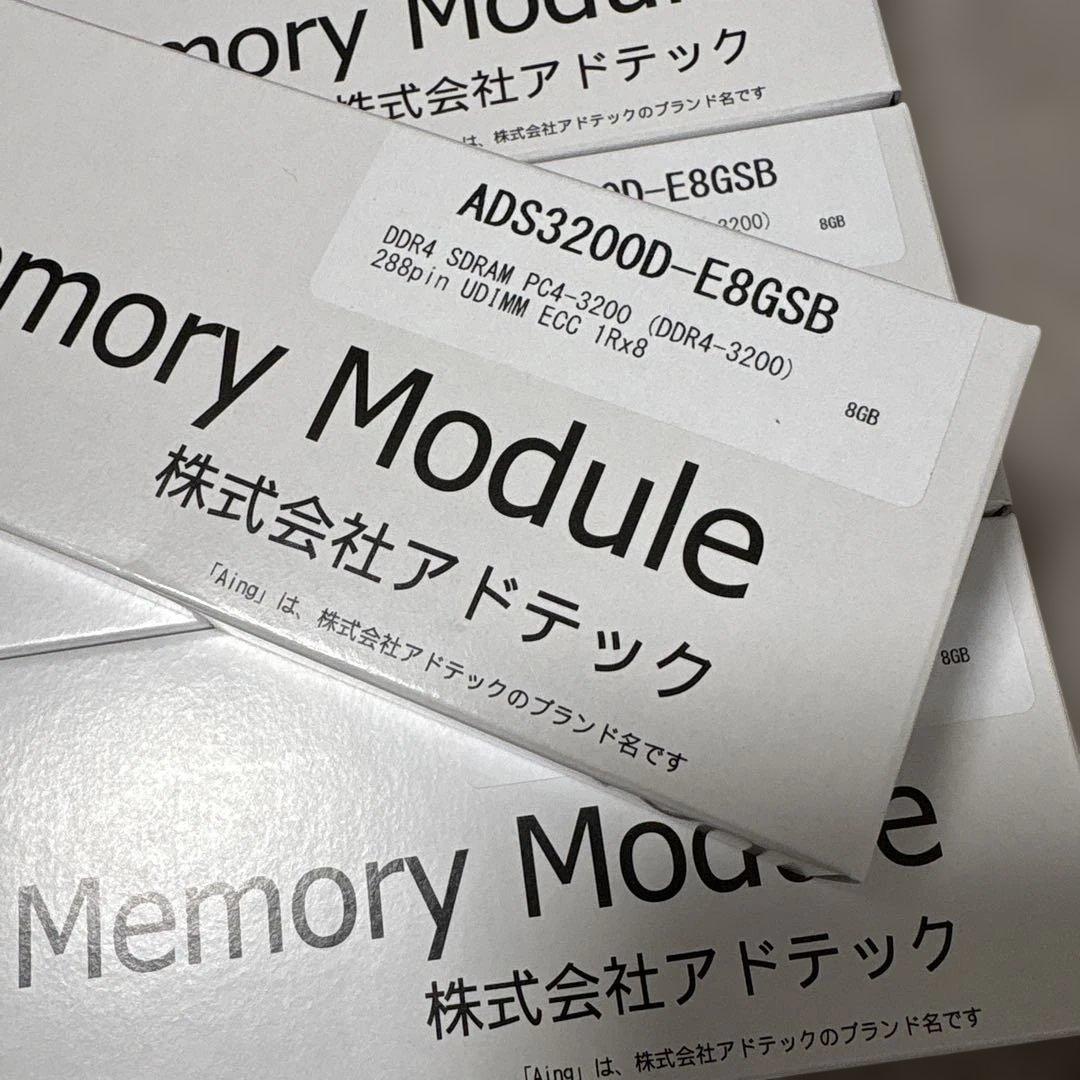 Module
株式会社アドテック
は、株式会社アドテックのブランド名です
D-E8GSB
8GB
ADS3200D-E8GSB
DDR4 SDRAM PC4-3200 (DDR4-3200)
288pin UDIMM ECC 1Rx8
8GB
Memory Module
株式会社アドテック
「Aing」は、株式会社アドテックのブランド名です
8GB
Memory Module
株式会社アドテック
「Aing」は、株式会社アドテックのブランド名です